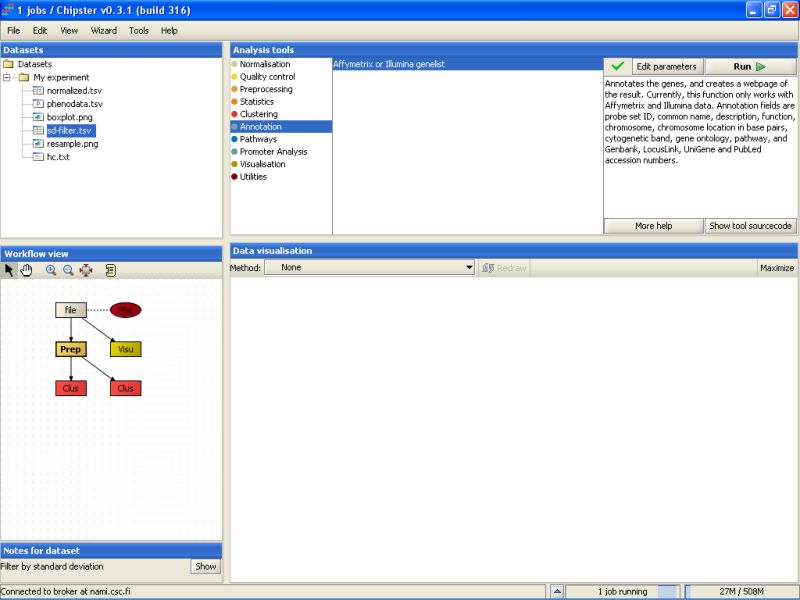 1 jobs / Chipster v0.3.1 (build 316)
File Edit View Wizard Tools Help
Datasets
Datasets
My experiment
normalized.tsv
phenodata.tsv
boxplot.png
sd-filter.tsv
resample.png
hc.txt
Analysis tools
Normalisation
Quality control
Preprocessing
Statistics
Clustering
Annotation
Pathways
Promoter Analysis
Visualisation
Utilities
Affymetrix or Illumina genelist
Edit parameters
Run
Annotates the genes, and creates a webpage of
the result. Currently, this function only works with
Affymetrix and Illumina data. Annotation fields are
probe set ID, common name, description, function,
chromosome, chromosome location in base pairs,
cytogenetic band, gene ontology, pathway, and
Genbank, LocusLink, UniGene and PubLed
accession numbers.
More help
Show tool sourcecode
Workflow view
file
Phe
Prep
Visu
Clus
Clus
Data visualisation
Method: None
Redraw
Maximize
Notes for dataset
Filter by standard deviation
Show
Connected to broker at nami.csc.fi
1 job running
27M / 508M